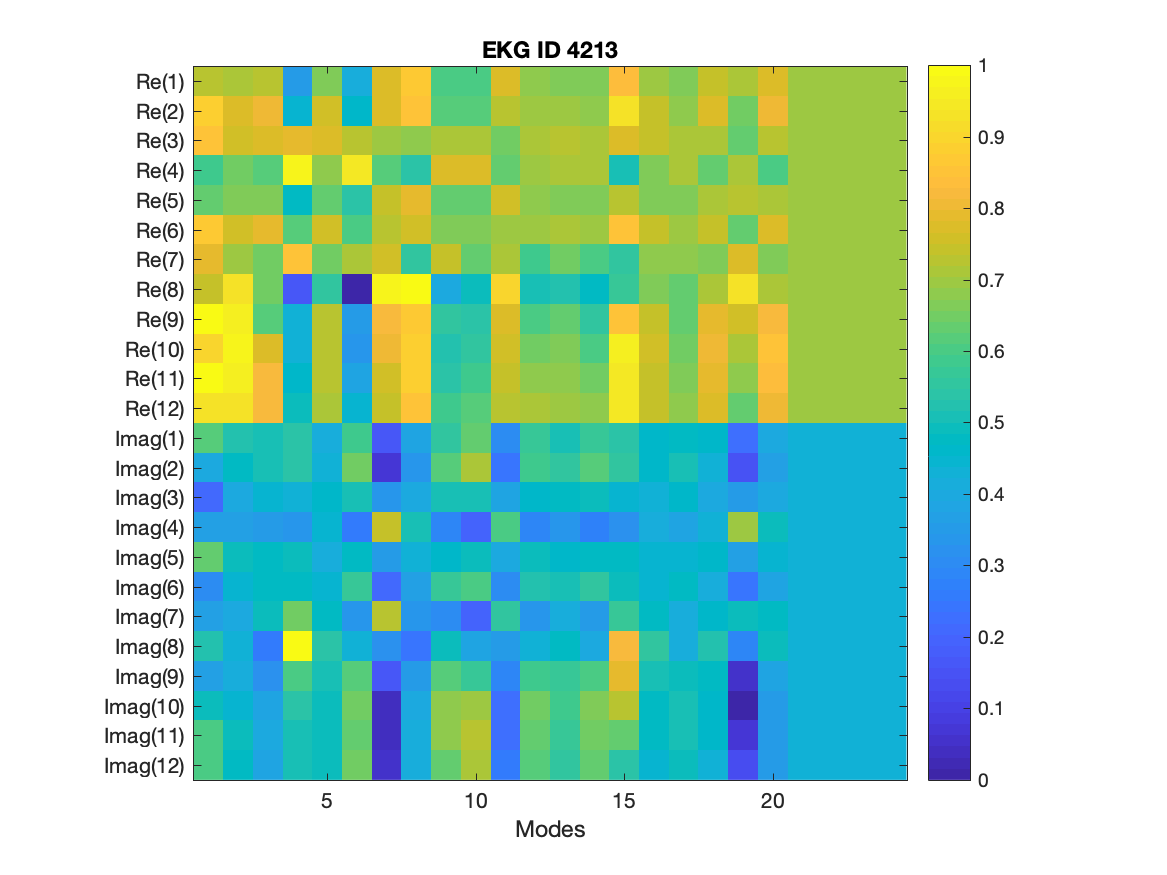 EKG ID 4213
Re(1)
Re(2)
Re(3)
Re(4)
Re(5)
Re(6)
Re(7)
Re(8)
Re(9)
Re(10)
Re(11)
Re(12)
Imag(1)
Imag(2)
Imag(3)
Imag(4)
Imag(5)
Imag(6)
Imag(7)
Imag(8)
Imag(9)
Imag(10)
Imag(11)
Imag(12)
5 10 15 20
Modes
1
0.9
0.8
0.7
0.6
0.5
0.4
0.3
0.2
0.1
0